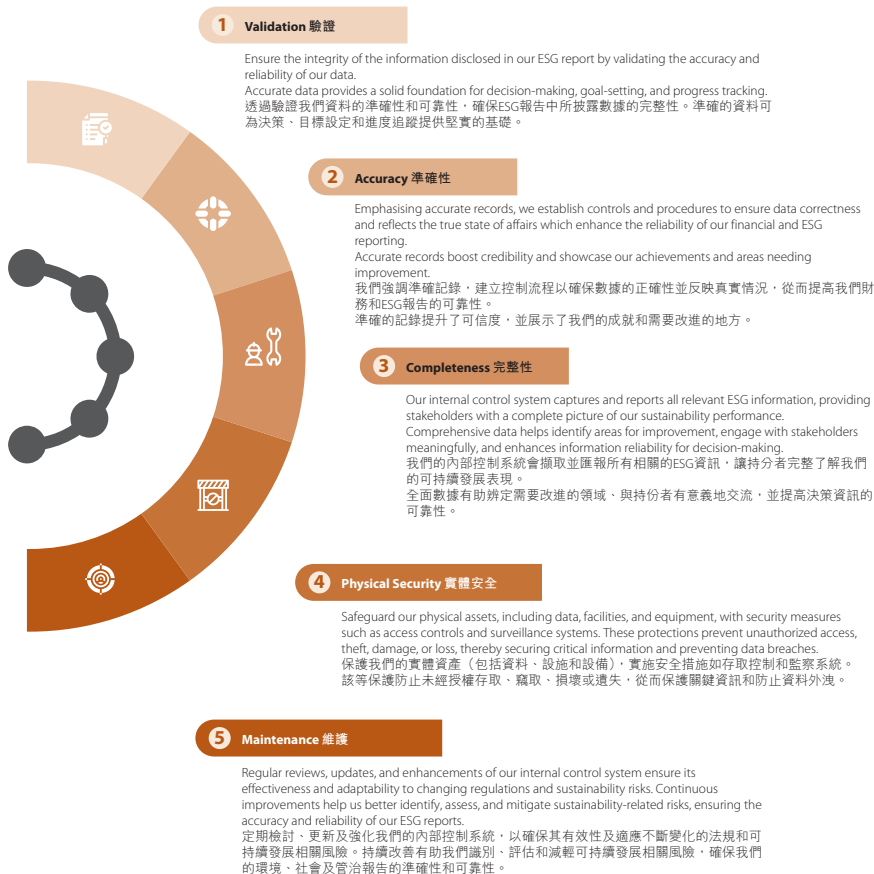 1 Validation 驗證
Ensure the integrity of the information disclosed in our ESG report by validating the accuracy and
reliability of our data.
Accurate data provides a solid foundation for decision-making, goal-setting, and progress tracking.
透過驗證我們資料的準確性和可靠性，確保ESG報告中所披露數據的完整性。準確的資料可
為決策、目標設定和進度追蹤提供堅實的基礎。
2 Accuracy 準確性
Emphasising accurate records, we establish controls and procedures to ensure data correctness
and reflects the true state of affairs which enhance the reliability of our financial and ESG
reporting.
Accurate records boost credibility and showcase our achievements and areas needing
improvement.
我們強調準確記錄，建立控制流程以確保數據的正確性並反映真實情況，從而提高我們財
務和ESG報告的可靠性。
準確的記錄提升了可信度，並展示了我們的成就和需要改進的地方。
3 Completeness 完整性
Our internal control system captures and reports all relevant ESG information, providing
stakeholders with a complete picture of our sustainability performance.
Comprehensive data helps identify areas for improvement, engage with stakeholders
meaningfully, and enhances information reliability for decision-making.
我們的內部控制系統會擷取並匯報所有相關的ESG資訊，讓持分者完整了解我們
的可持續發展表現。
全面數據有助辨定需要改進的領域、與持份者有意義地交流，並提高決策資訊的
可靠性。
4 Physical Security 實體安全
Safeguard our physical assets, including data, facilities, and equipment, with security measures
such as access controls and surveillance systems. These protections prevent unauthorized access,
theft, damage, or loss, thereby securing critical information and preventing data breaches.
保護我們的實體資產（包括資料、設施和設備），實施安全措施如存取控制和監察系統。
該等保護防止未經授權存取、竊取、損壞或遺失，從而保護關鍵資訊和防止資料外洩。
5 Maintenance 維護
Regular reviews, updates, and enhancements of our internal control system ensure its
effectiveness and adaptability to changing regulations and sustainability risks. Continuous
improvements help us better identify, assess, and mitigate sustainability-related risks, ensuring the
accuracy and reliability of our ESG reports.
定期檢討、更新及強化我們的內部控制系統，以確保其有效性及適應不斷變化的法規和可
持續發展相關風險。持續改善有助我們識別、評估和減輕可持續發展相關風險，確保我們
的環境、社會及管治報告的準確性和可靠性。